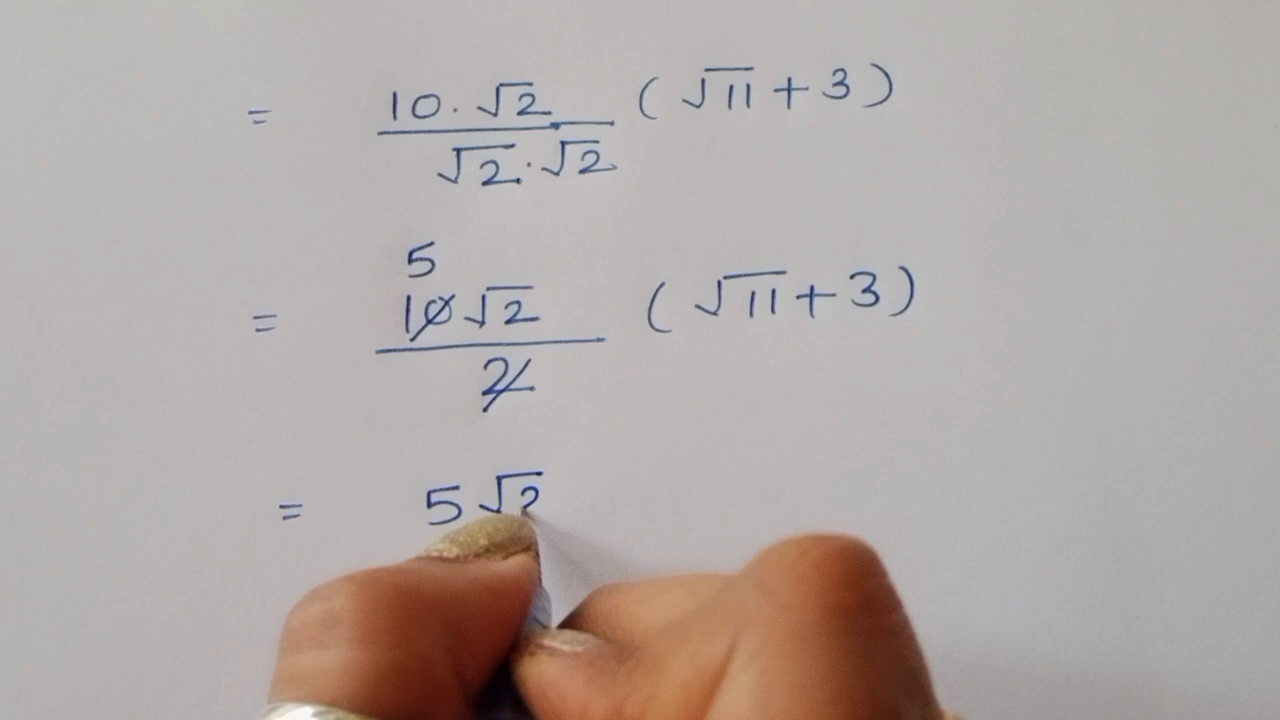 = 10·√2 / √2·√2 (√11 + 3)
5
= 10√2 / 2 (√11 + 3)
= 5√2